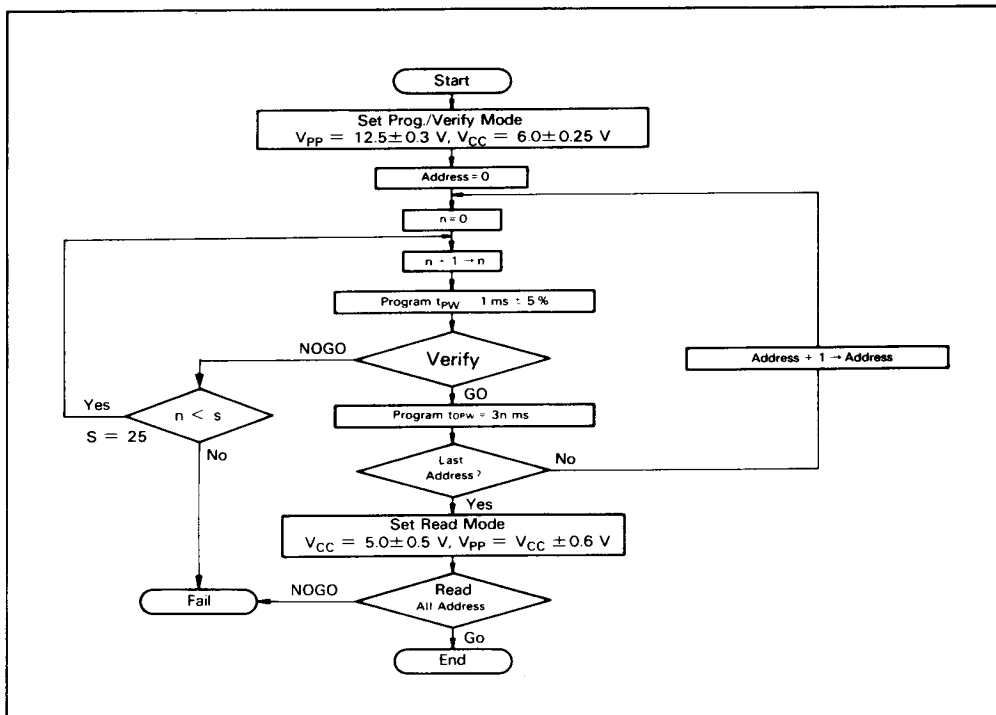 Start
Set Prog./Verify Mode
VPP = 12.5±0.3 V, VCC = 6.0±0.25 V
Address=0
n=0
n + 1 → n
Program tPW 1 ms ± 5 %
NOGO
Verify
Address + 1 → Address
GO
Yes
n < s
S = 25
Program tOPW = 3n ms
No
Last
Address?
No
Yes
Set Read Mode
VCC = 5.0±0.5 V, VPP = VCC ±0.6 V
NOGO
Read
All Address
Fail
Go
End